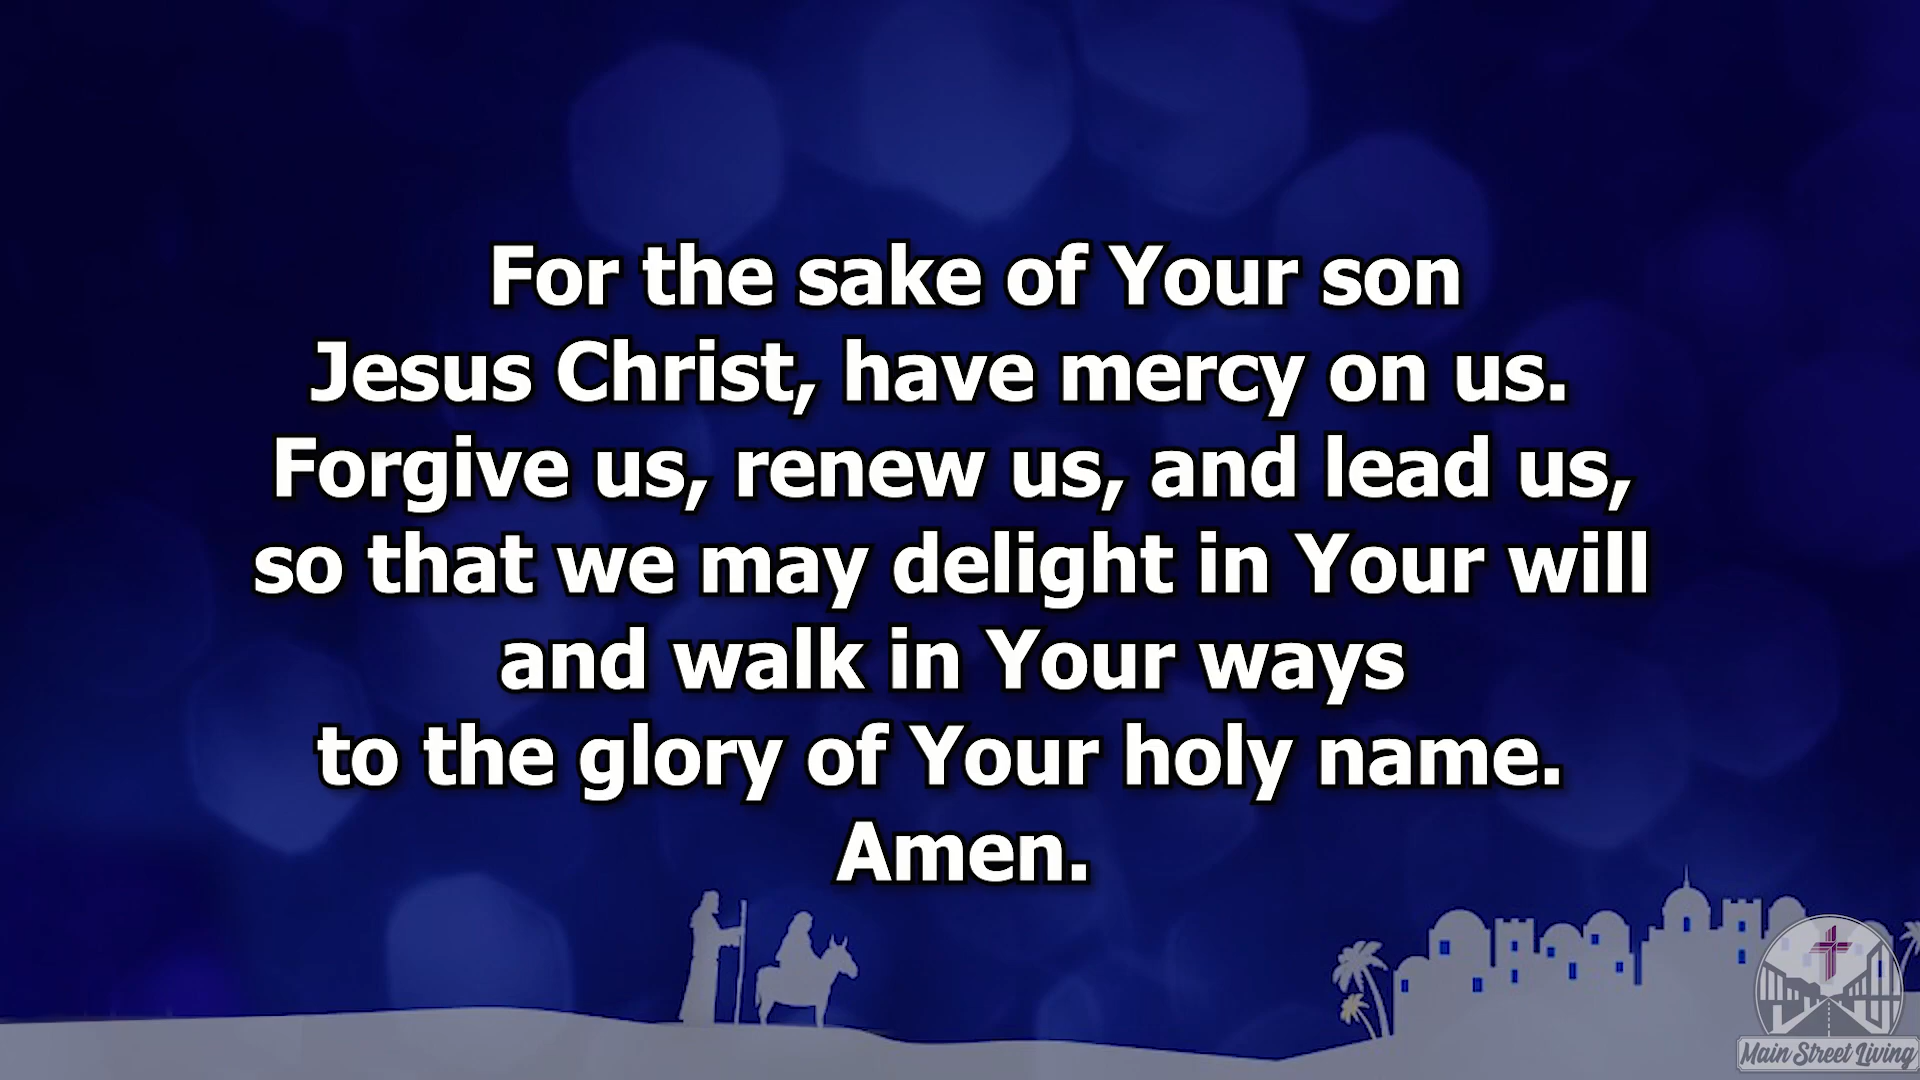 For the sake of Your son
Jesus Christ, have mercy on us.
Forgive us, renew us, and lead us,
so that we may delight in Your will
and walk in Your ways
to the glory of Your holy name.
Amen.
Main Street Living